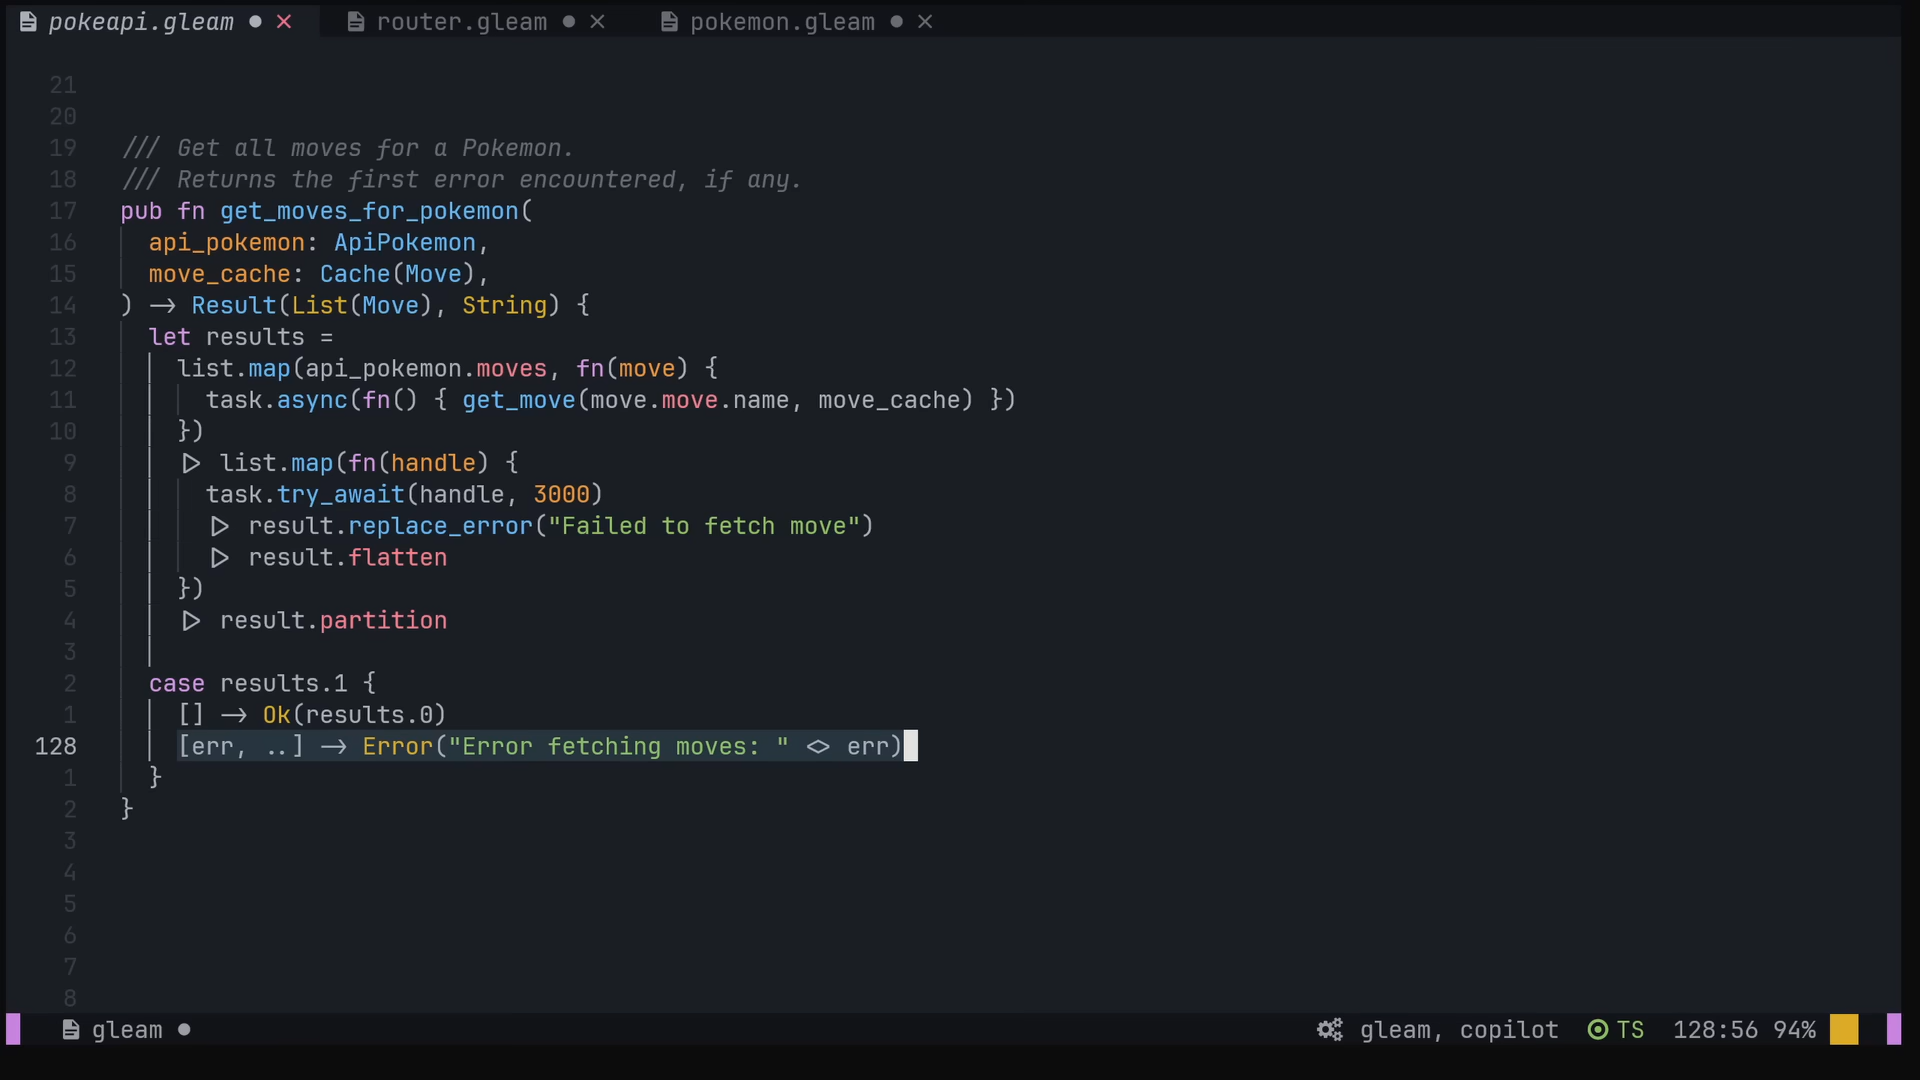 pokeapi.gleam ● × router.gleam ● × pokemon.gleam ● ×
21
20
19 /// Get all moves for a Pokemon.
18 /// Returns the first error encountered, if any.
17 pub fn get_moves_for_pokemon(
16   api_pokemon: ApiPokemon,
15   move_cache: Cache(Move),
14 ) -> Result(List(Move), String) {
13   let results =
12     list.map(api_pokemon.moves, fn(move) {
11       task.async(fn() { get_move(move.move.name, move_cache) })
10     })
9     |> list.map(fn(handle) {
8       task.try_await(handle, 3000)
7       |> result.replace_error("Failed to fetch move")
6       |> result.flatten
5     })
4     |> result.partition
3
2   case results.1 {
1     [] -> Ok(results.0)
128     [err, ..] -> Error("Error fetching moves: " <> err)
1   }
2 }
3
4
5
6
7
8
gleam ● gleam, copilot TS 128:56 94%